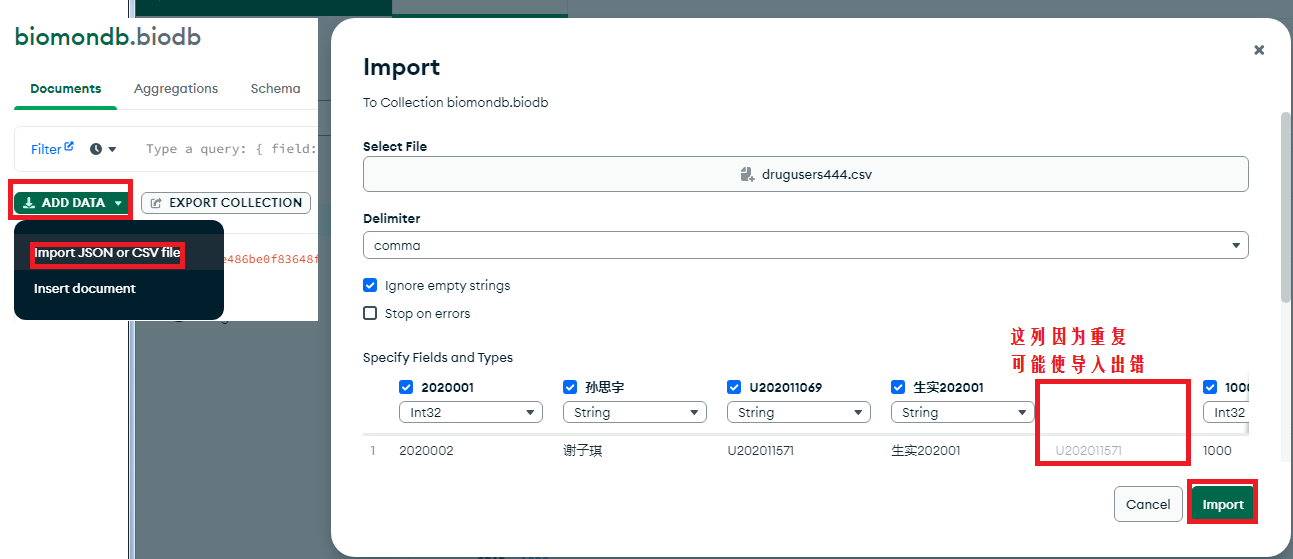 biomondb.biodb
Documents Aggregations Schema
Filter Type a query: { field:
ADD DATA EXPORT COLLECTION
Import JSON or CSV file
e486be0f83648f
Insert document
Import
To Collection biomondb.biodb
Select File
drugusers444.csv
Delimiter
comma
Ignore empty strings
Stop on errors
这列因为重复
可能使导入出错
Specify Fields and Types
2020001 孙思宇 U202011069 生实202001 1000
Int32 String String String Int32
1 2020002 谢子琪 U202011571 生实202001 U202011571 1000
Cancel Import